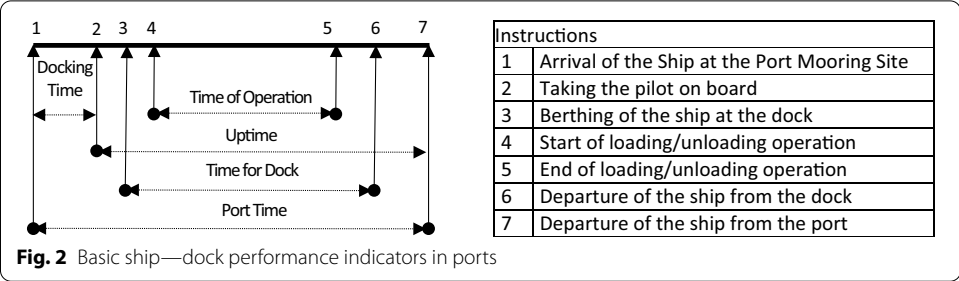 1 2 3 4 5 6 7
Docking
Time
Time of Operation
Uptime
Time for Dock
Port Time
Instructions
1 Arrival of the Ship at the Port Mooring Site
2 Taking the pilot on board
3 Berthing of the ship at the dock
4 Start of loading/unloading operation
5 End of loading/unloading operation
6 Departure of the ship from the dock
7 Departure of the ship from the port
Fig. 2 Basic ship—dock performance indicators in ports